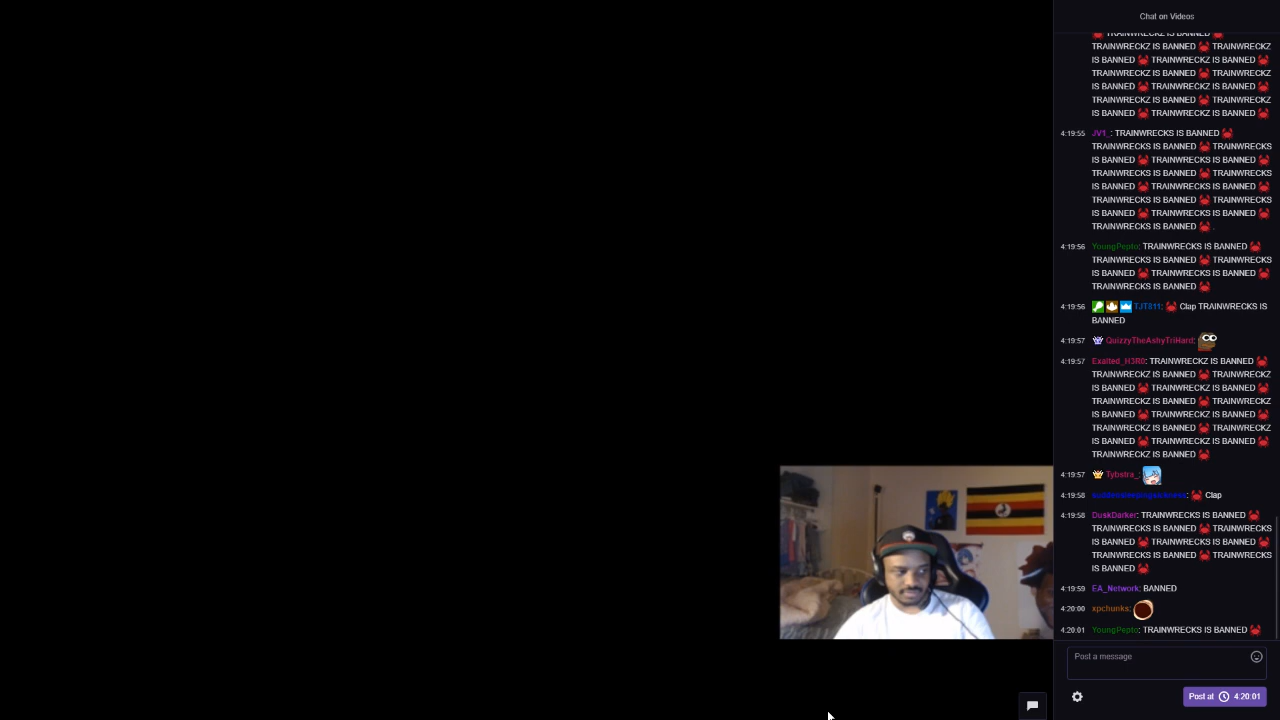 Chat on Videos
TRAINWRECKZ IS BANNED
TRAINWRECKZ IS BANNED TRAINWRECKZ
IS BANNED TRAINWRECKZ IS BANNED
TRAINWRECKZ IS BANNED TRAINWRECKZ
IS BANNED TRAINWRECKZ IS BANNED
TRAINWRECKZ IS BANNED TRAINWRECKZ
IS BANNED TRAINWRECKZ IS BANNED
4:19:55 JV1_: TRAINWRECKS IS BANNED
TRAINWRECKS IS BANNED TRAINWRECKS
IS BANNED TRAINWRECKS IS BANNED
TRAINWRECKS IS BANNED TRAINWRECKS
IS BANNED TRAINWRECKS IS BANNED
TRAINWRECKS IS BANNED TRAINWRECKS
IS BANNED TRAINWRECKS IS BANNED
TRAINWRECKS IS BANNED .
4:19:56 YoungPepto: TRAINWRECKS IS BANNED
TRAINWRECKS IS BANNED TRAINWRECKS
IS BANNED TRAINWRECKS IS BANNED
TRAINWRECKS IS BANNED
4:19:56 TJT011: Clap TRAINWRECKS IS
BANNED
4:19:57 QuizzyTheAshyTriHard:
4:19:57 Exalted_H3R0: TRAINWRECKZ IS BANNED
TRAINWRECKZ IS BANNED TRAINWRECKZ
IS BANNED TRAINWRECKZ IS BANNED
TRAINWRECKZ IS BANNED TRAINWRECKZ
IS BANNED TRAINWRECKZ IS BANNED
TRAINWRECKZ IS BANNED TRAINWRECKZ
IS BANNED TRAINWRECKZ IS BANNED
TRAINWRECKZ IS BANNED
4:19:57 Tybstra_:
4:19:58 : Clap
4:19:58 DuskDarker: TRAINWRECKS IS BANNED
TRAINWRECKS IS BANNED TRAINWRECKS
IS BANNED TRAINWRECKS IS BANNED
TRAINWRECKS IS BANNED TRAINWRECKS
IS BANNED
4:19:59 EA_Network: BANNED
4:20:00 xpchunks:
4:20:01 YoungPepto: TRAINWRECKS IS BANNED
Post a message
Post at 4:20:01